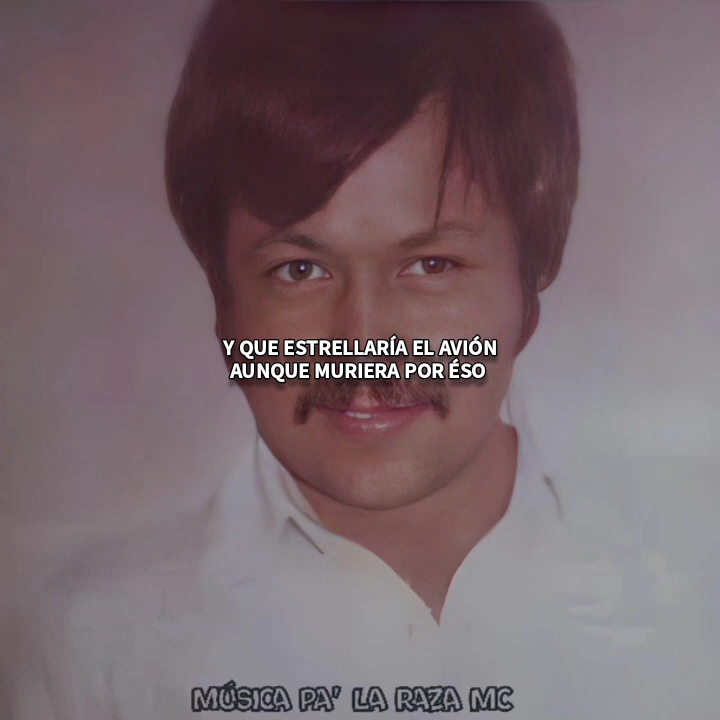 Y QUE ESTRELLARÍA EL AVIÓN
AUNQUE MURIERA POR ÉSO
MÚSICA PA' LA RAZA MC